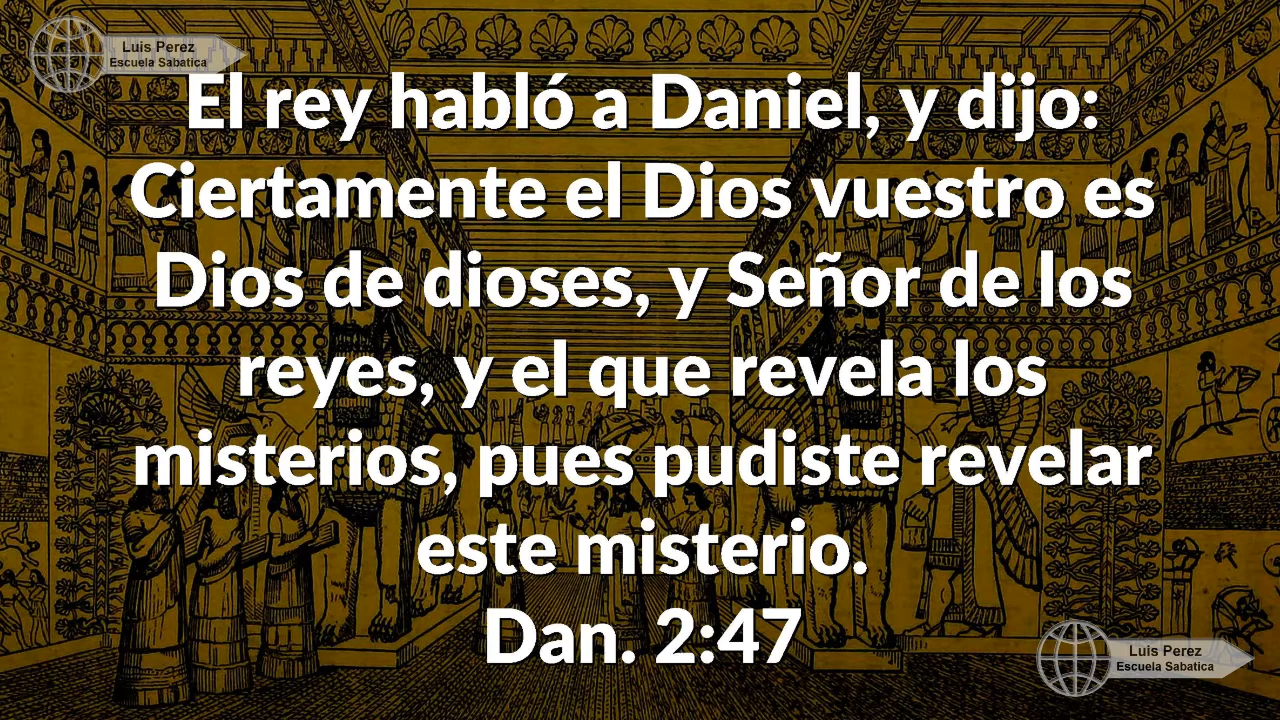 Luis Perez
Escuela Sabatica
El rey habló a Daniel, y dijo:
Ciertamente el Dios vuestro es
Dios de dioses, y Señor de los
reyes, y el que revela los
misterios, pues pudiste revelar
este misterio.
Dan. 2:47
Luis Perez
Escuela Sabatica